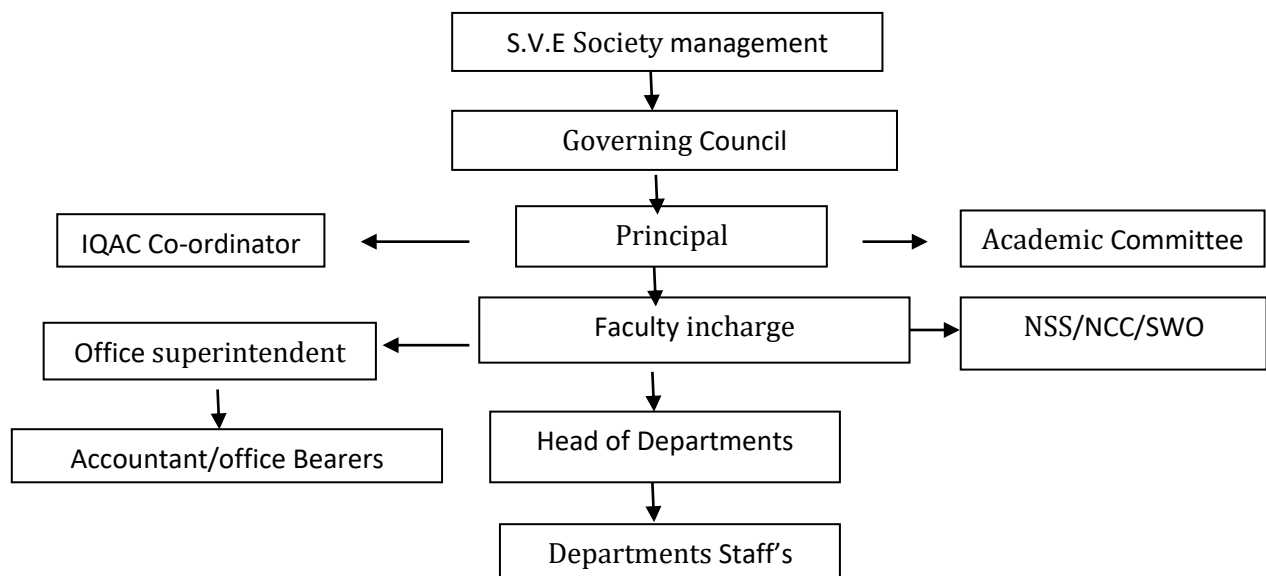 S.V.E Society management
Governing Council
IQAC Co-ordinator
Principal
Academic Committee
Office superintendent
Faculty incharge
NSS/NCC/SWO
Accountant/office Bearers
Head of Departments
Departments Staff's